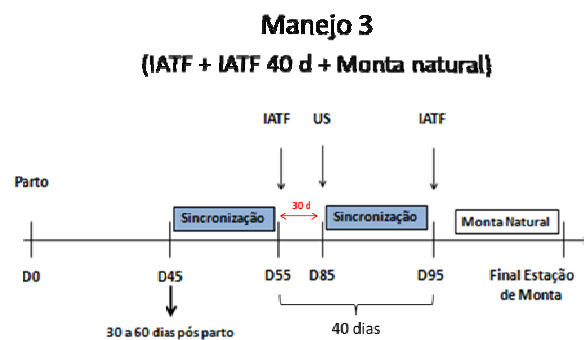 Manejo 3
(IATF + IATF 40 d + Monta natural)
IATF US IATF
Parto
Sincronização 30 d Sincronização Monta Natural
D0 D45 D55 D85 D95 Final Estação
de Monta
30 a 60 dias pós parto
40 dias